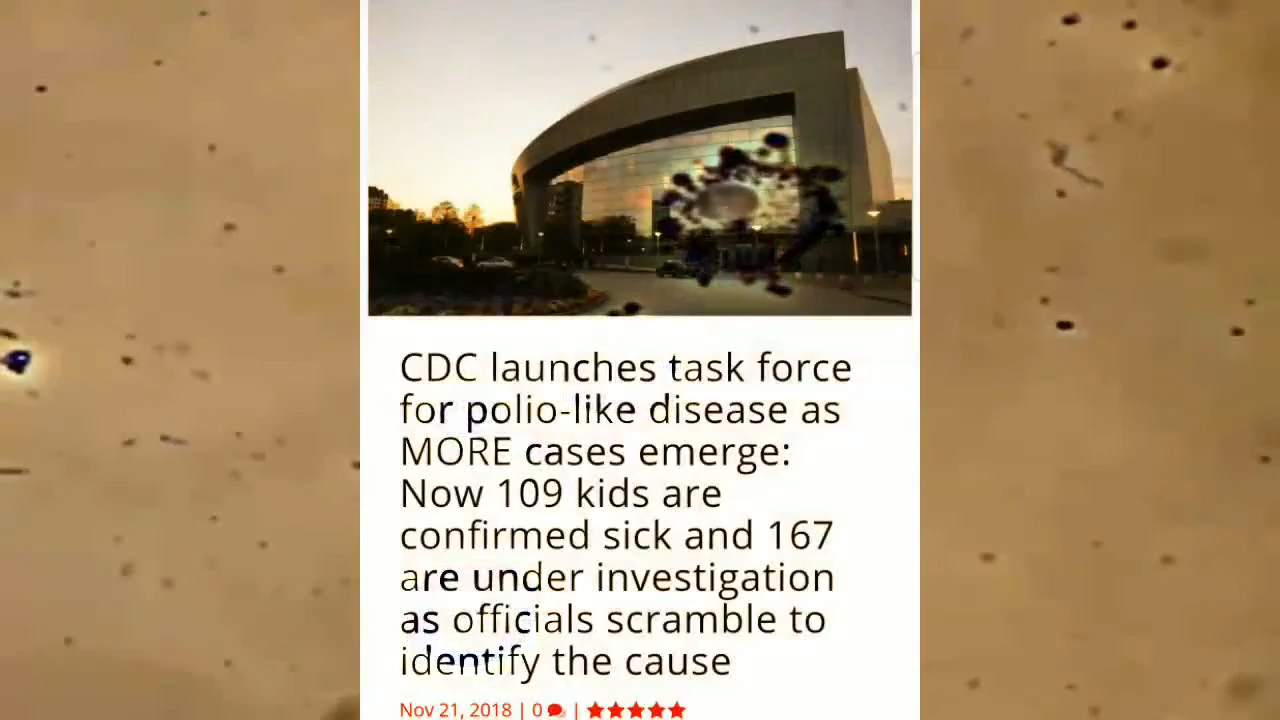 CDC launches task force
for polio-like disease as
MORE cases emerge:
Now 109 kids are
confirmed sick and 167
are under investigation
as officials scramble to
identify the cause
Nov 21, 2018 | 0 | ★★★★★